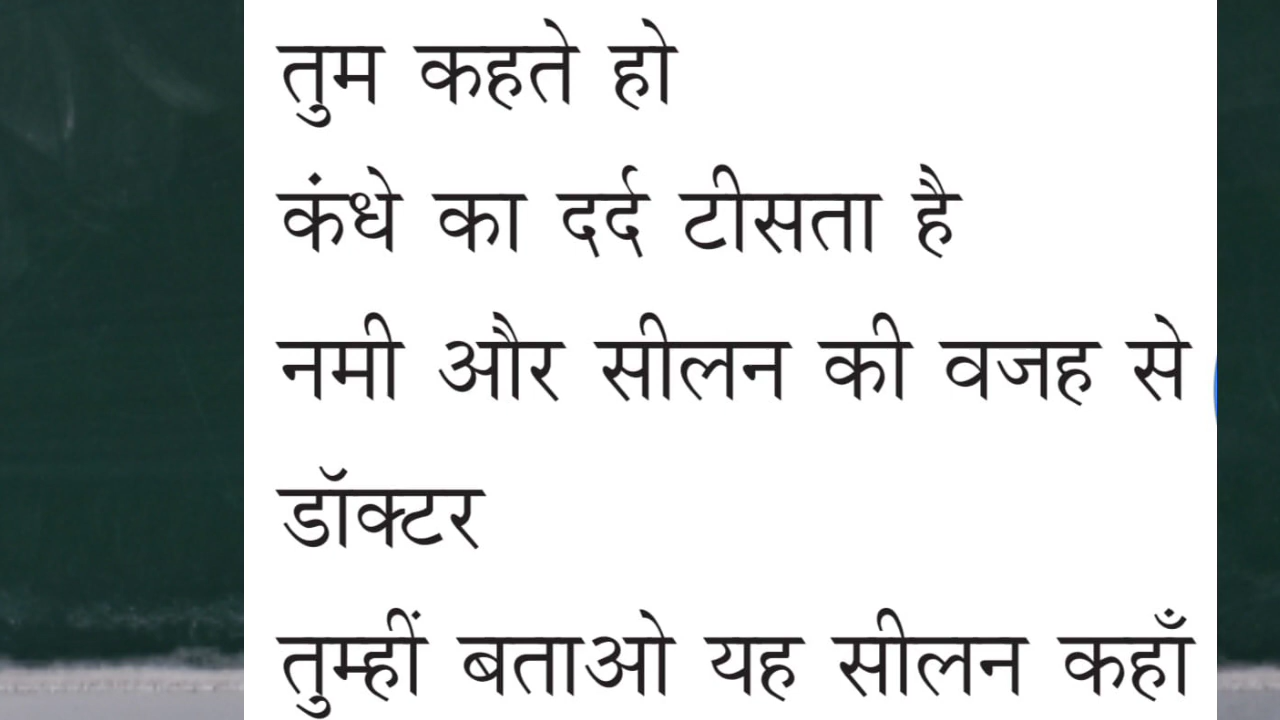 तुम कहते हो
कंधे का दर्द टीसता है
नमी और सीलन की वजह से
डॉक्टर
तुम्हीं बताओ यह सीलन कहाँ